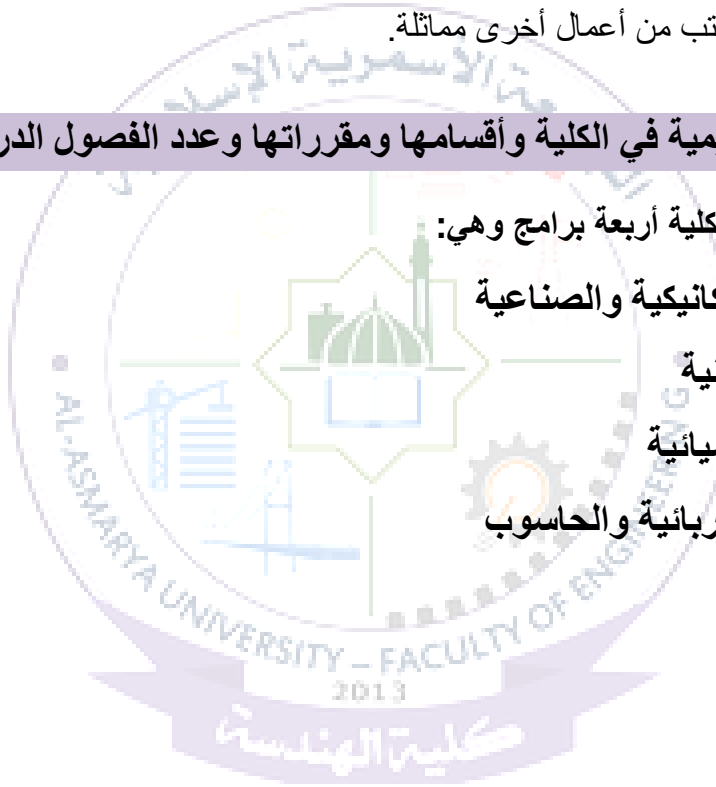 تب من أعمال أخرى مماثلة.
مية في الكلية وأقسامها ومقرراتها وعدد الفصول الدر
كلية أربعة برامج وهي:
كانيكية والصناعية
نية
يائية
ربائية والحاسوب
AL-ASMARYA UNIVERSITY – FACULTY OF ENGINEERING
2013
كلية الهندسة